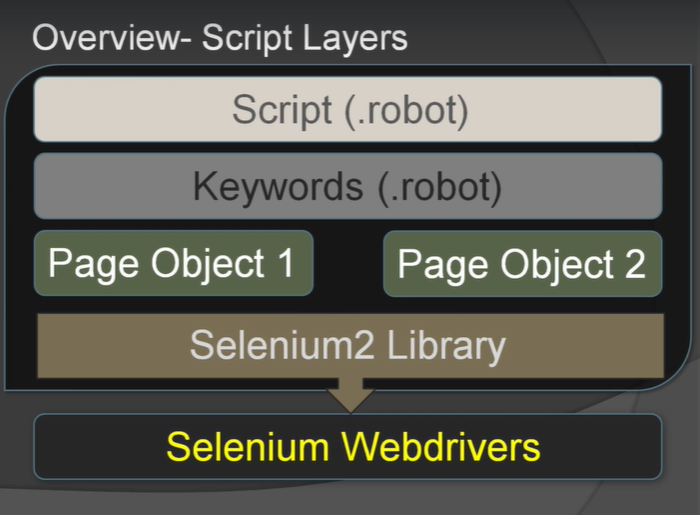 Overview- Script Layers
Script (.robot)
Keywords (.robot)
Page Object 1
Page Object 2
Selenium2 Library
Selenium Webdrivers